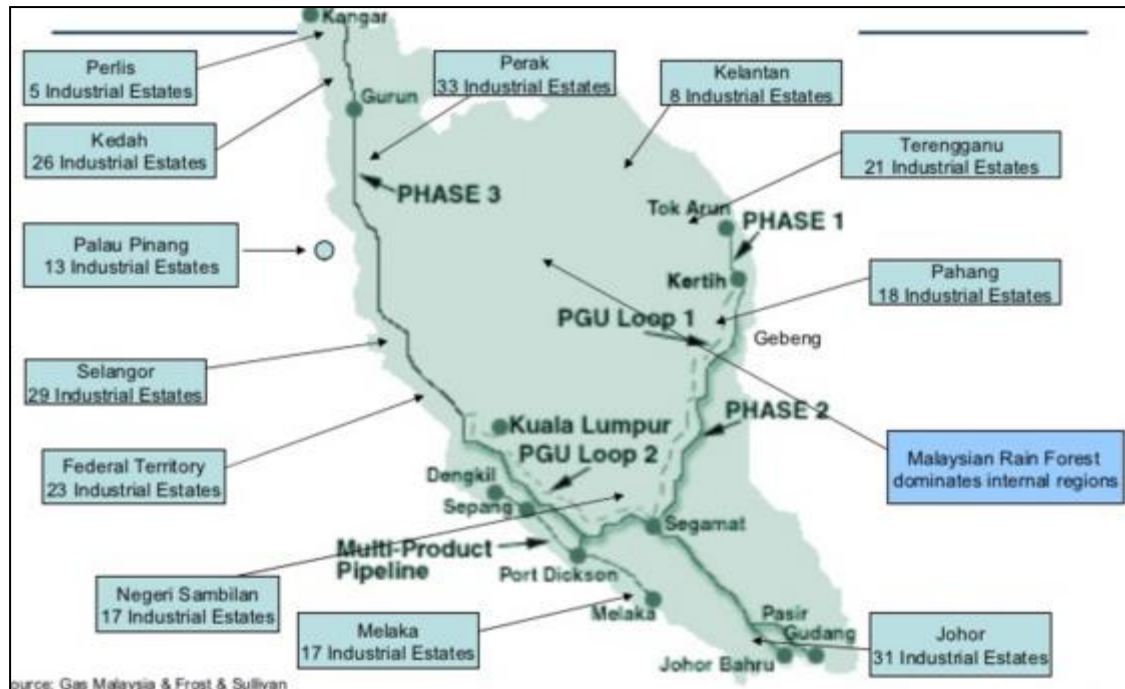 Kangar
Perlis
5 Industrial Estates
Perak
33 Industrial Estates
Kelantan
8 Industrial Estates
Gurun
Kedah
26 Industrial Estates
Terengganu
21 Industrial Estates
PHASE 3
Tok Arun
PHASE 1
Palau Pinang
13 Industrial Estates
Kertih
Pahang
18 Industrial Estates
PGU Loop 1
Gebeng
Selangor
29 Industrial Estates
PHASE 2
Kuala Lumpur
PGU Loop 2
Malaysian Rain Forest
dominates internal regions
Federal Territory
23 Industrial Estates
Dengkil
Sepang
Segamat
Multi-Product
Pipeline
Port Dickson
Negeri Sambilan
17 Industrial Estates
Melaka
Melaka
17 Industrial Estates
Pasir
Gudang
Johor Bahru
Johor
31 Industrial Estates
ource: Gas Malaysia & Frost & Sullivan